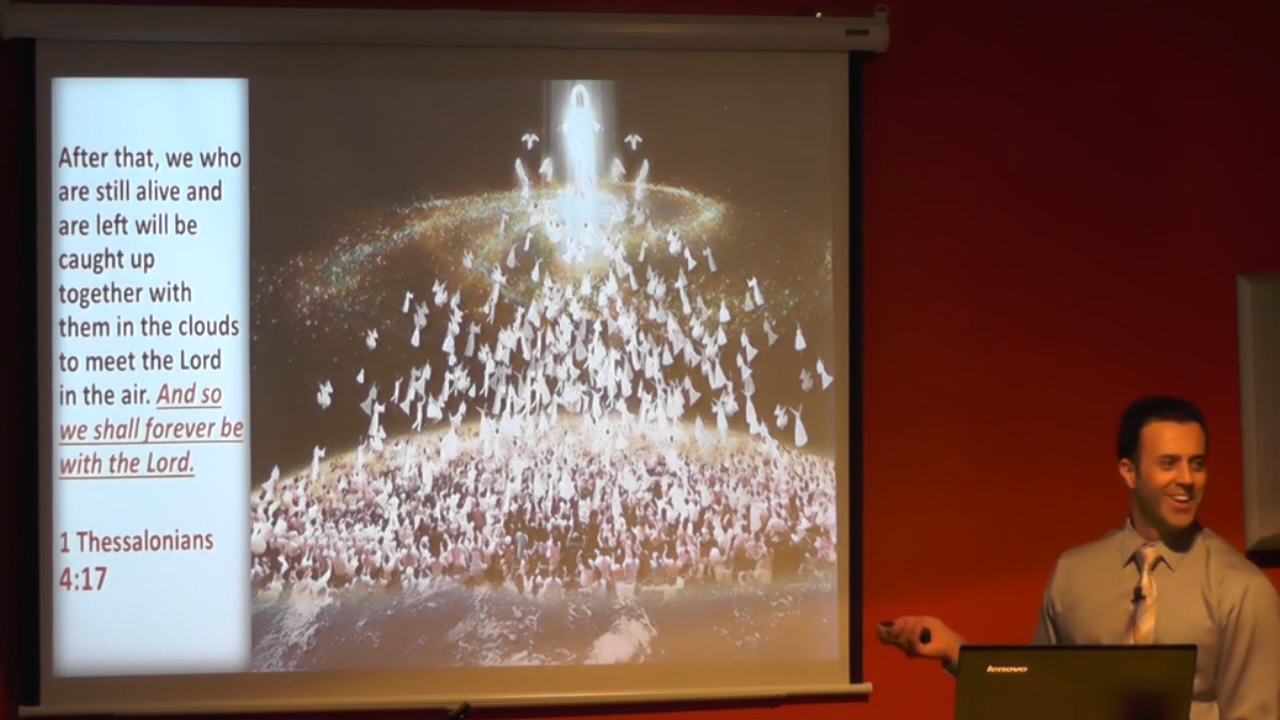 After that, we who
are still alive and
are left will be
caught up
together with
them in the clouds
to meet the Lord
in the air. And so
we shall forever be
with the Lord.
1 Thessalonians
4:17
lenovo